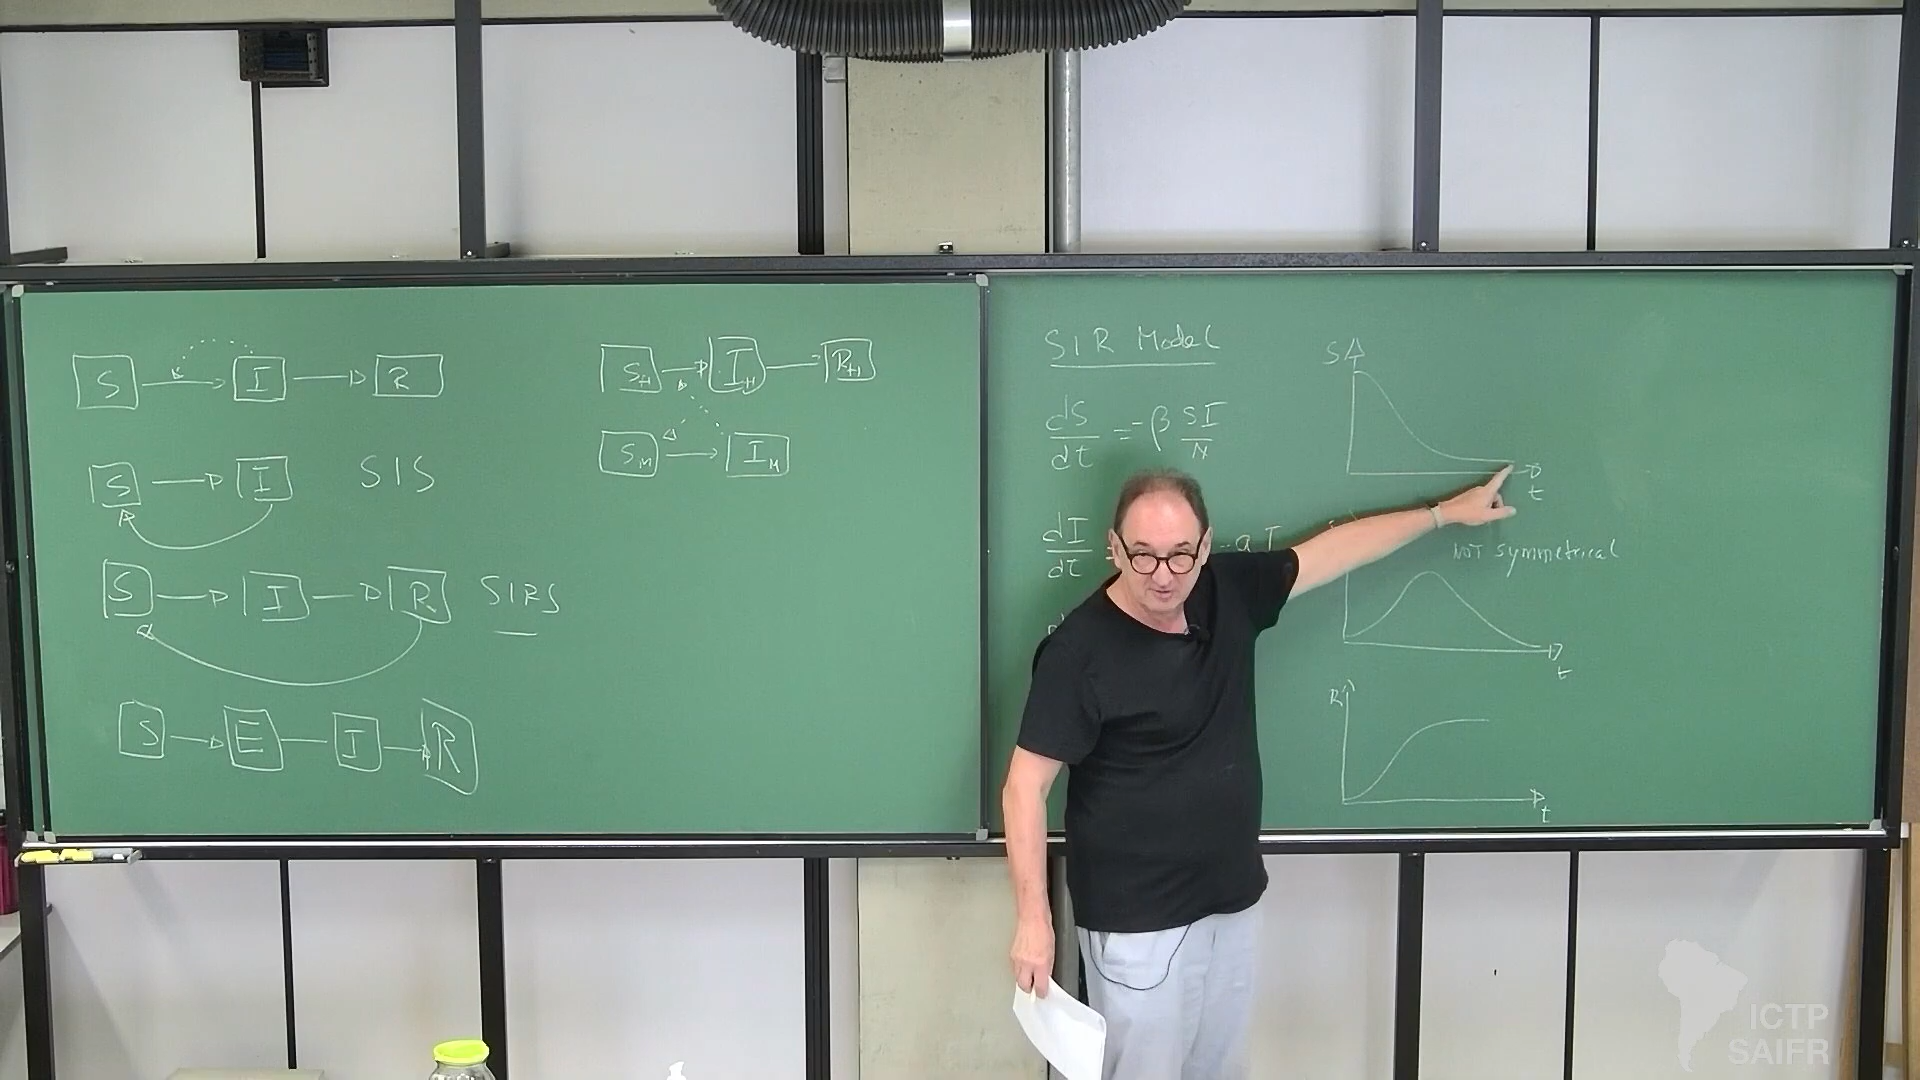 S I R
S I SIS
S I R SIRS
S E I R
S_H I_H R_H
S_M I_M
SIR Model
dS/dt = -β SI/N
dI/dt = - a I
S
t
NOT symmetrical
t
R
t
ICTP
SAIFR